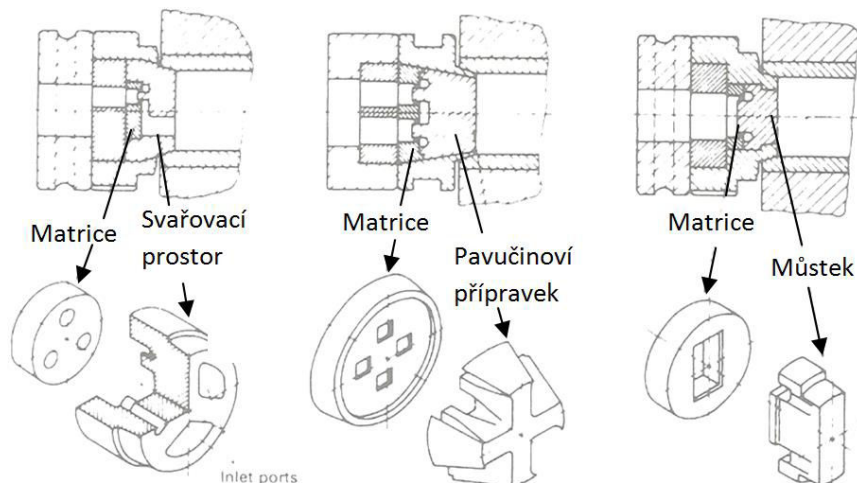 Matrice
Svařovací
prostor
Matrice
Pavučinoví
přípravek
Matrice
Můstek
Inlet ports